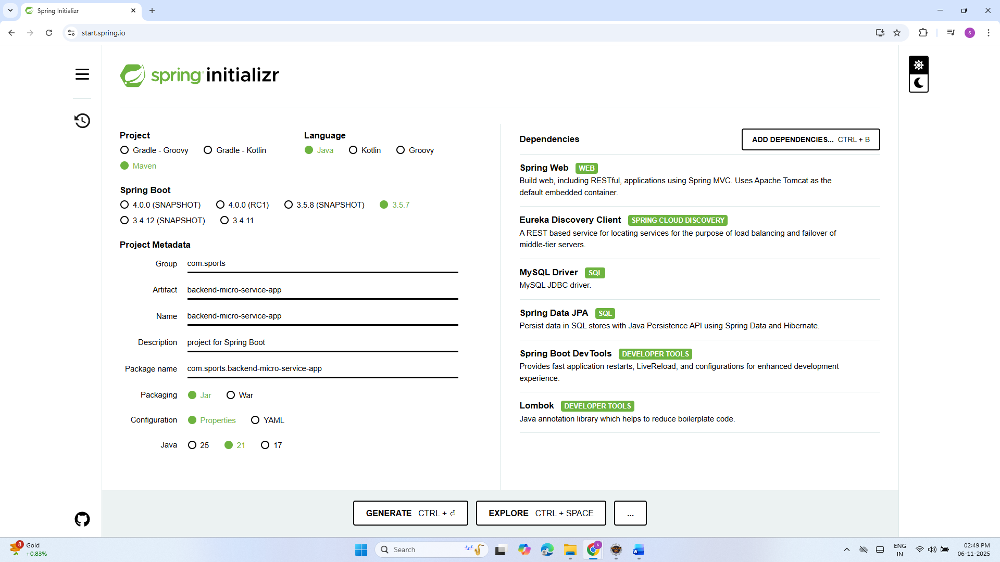 Spring Initializr
start.spring.io
S
spring initializr
Project
Language
Gradle - Groovy Gradle - Kotlin
Java Kotlin Groovy
Maven
Spring Boot
4.0.0 (SNAPSHOT) 4.0.0 (RC1) 3.5.8 (SNAPSHOT) 3.5.7
3.4.12 (SNAPSHOT) 3.4.11
Project Metadata
Group com.sports
Artifact backend-micro-service-app
Name backend-micro-service-app
Description project for Spring Boot
Package name com.sports.backend-micro-service-app
Packaging Jar War
Configuration Properties YAML
Java 25 21 17
Dependencies
ADD DEPENDENCIES... CTRL + B
Spring Web WEB
Build web, including RESTful, applications using Spring MVC. Uses Apache Tomcat as the
default embedded container.
Eureka Discovery Client SPRING CLOUD DISCOVERY
A REST based service for locating services for the purpose of load balancing and failover of
middle-tier servers.
MySQL Driver SQL
MySQL JDBC driver.
Spring Data JPA SQL
Persist data in SQL stores with Java Persistence API using Spring Data and Hibernate.
Spring Boot DevTools DEVELOPER TOOLS
Provides fast application restarts, LiveReload, and configurations for enhanced development
experience.
Lombok DEVELOPER TOOLS
Java annotation library which helps to reduce boilerplate code.
GENERATE CTRL + ⏎
EXPLORE CTRL + SPACE
...
8
Gold
+0.83%
Search
S
W
ENG
IN
02:49 PM
06-11-2025